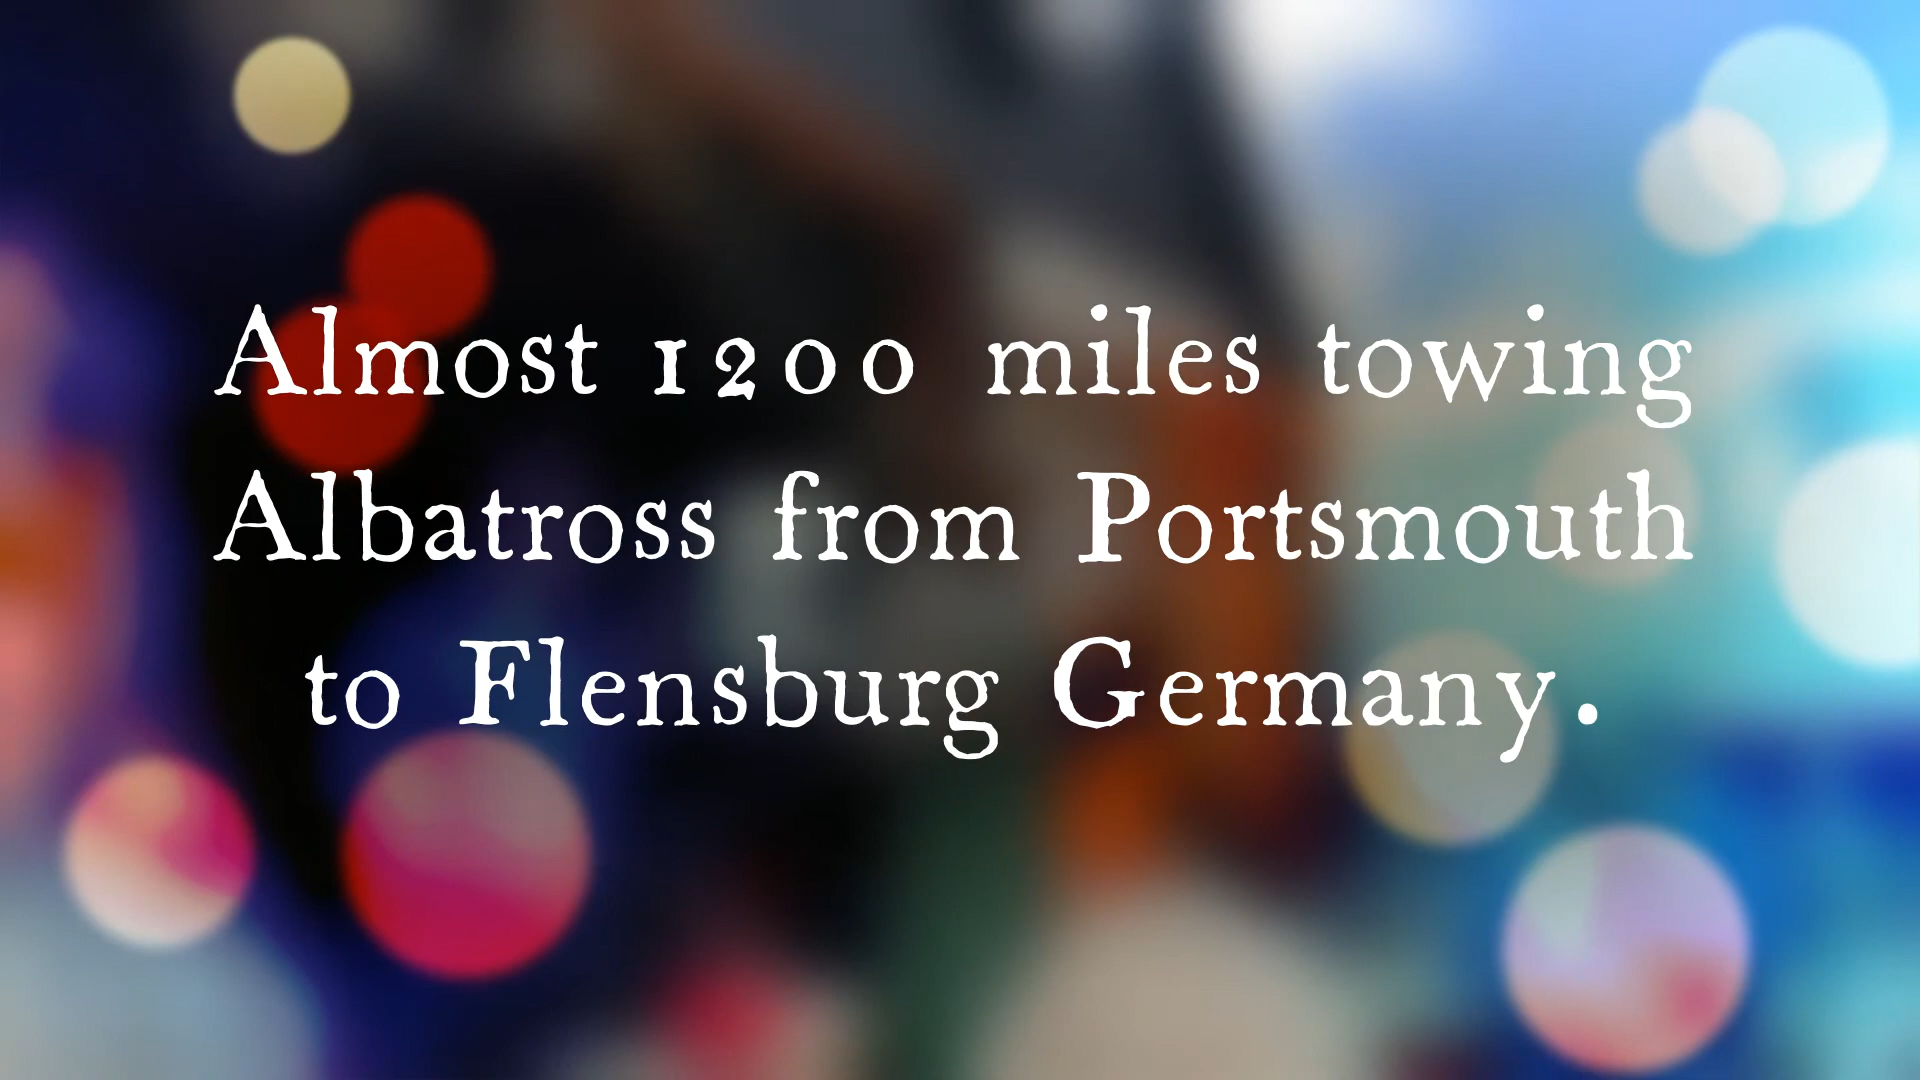 Almost 1200 miles towing
Albatross from Portsmouth
to Flensburg Germany.